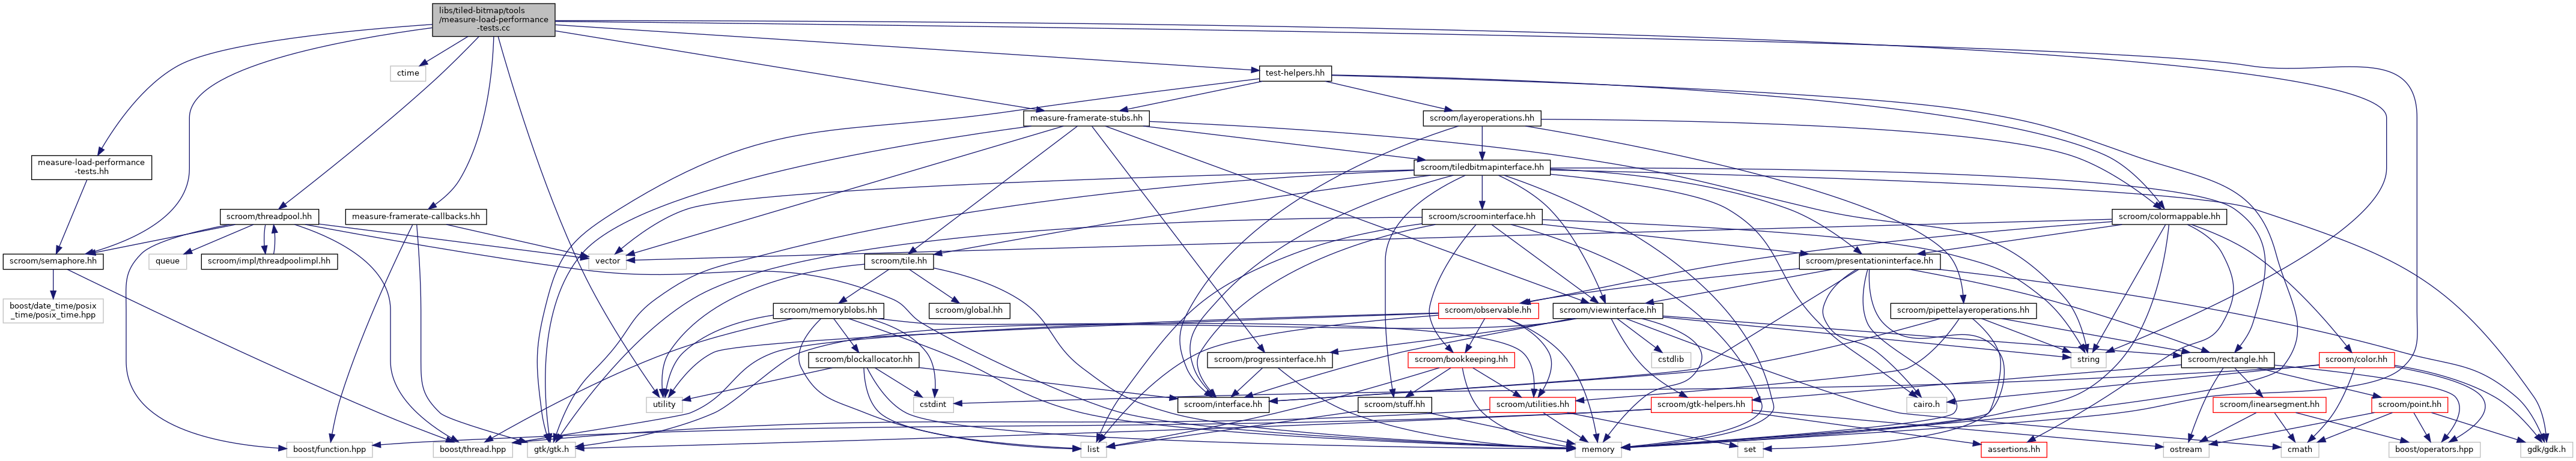 libs/tiled-bitmap/tools
/measure-load-performance
-tests.cc
ctime
test-helpers.hh
measure-framerate-stubs.hh
scroom/layeroperations.hh
measure-load-performance
-tests.hh
scroom/tiledbitmapinterface.hh
scroom/threadpool.hh
measure-framerate-callbacks.hh
scroom/scroominterface.hh
scroom/colormappable.hh
scroom/semaphore.hh
queue
scroom/impl/threadpoolimpl.hh
vector
scroom/tile.hh
scroom/presentationinterface.hh
boost/date_time/posix
_time/posix_time.hpp
scroom/memoryblobs.hh
scroom/global.hh
scroom/observable.hh
scroom/viewinterface.hh
scroom/pipettelayeroperations.hh
scroom/blockallocator.hh
scroom/progressinterface.hh
scroom/bookkeeping.hh
cstdlib
string
scroom/rectangle.hh
scroom/color.hh
utility
cstdint
scroom/interface.hh
scroom/stuff.hh
scroom/utilities.hh
scroom/gtk-helpers.hh
cairo.h
scroom/linearsegment.hh
scroom/point.hh
boost/function.hpp
boost/thread.hpp
gtk/gtk.h
list
memory
set
assertions.hh
ostream
cmath
boost/operators.hpp
gdk/gdk.h